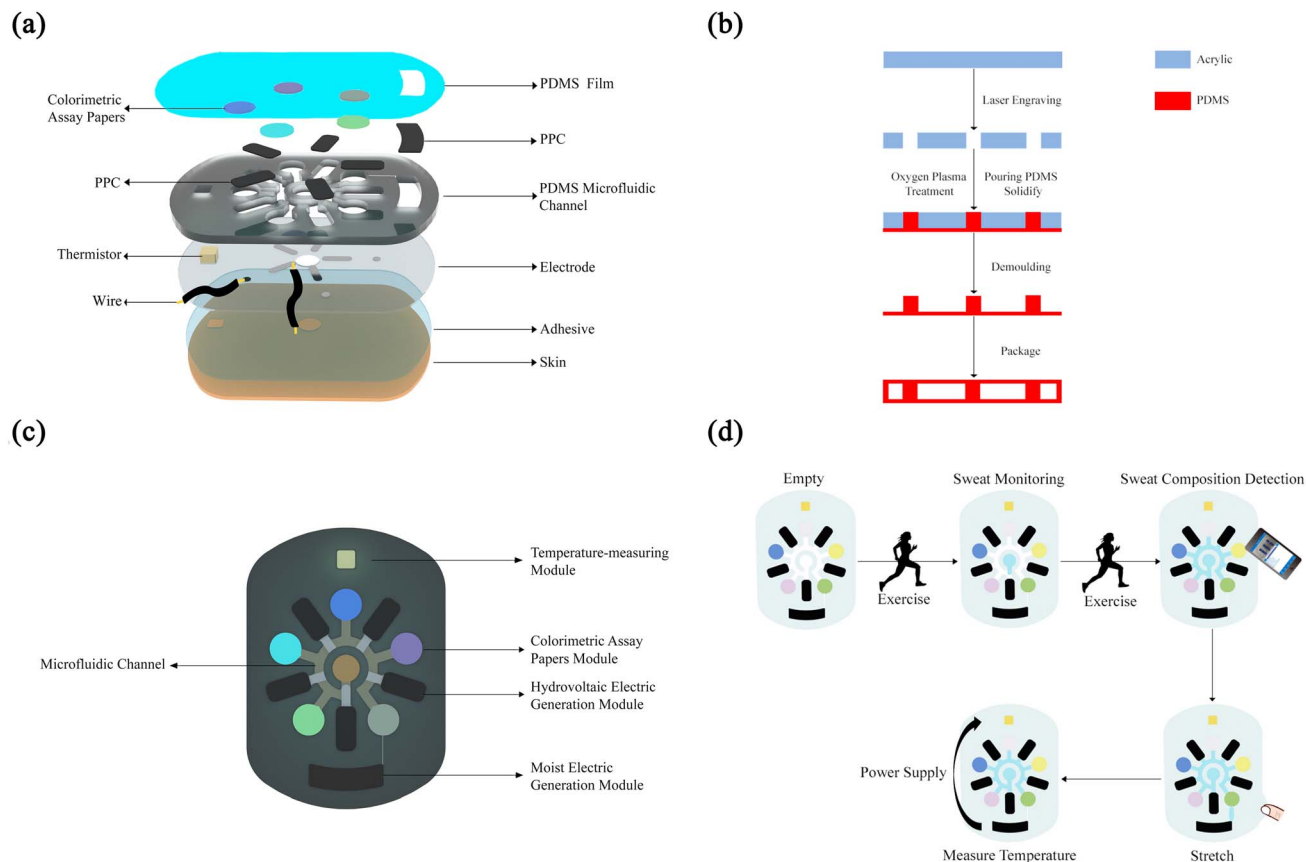 (a)
PDMS Film
Colorimetric
Assay Papers
PPC
PPC
PDMS Microfluidic
Channel
Thermistor
Electrode
Wire
Adhesive
Skin
(b)
Acrylic
PDMS
Laser Engraving
Oxygen Plasma
Treatment
Pouring PDMS
Solidify
Demoulding
Package
(c)
Temperature-measuring
Module
Colorimetric Assay
Papers Module
Microfluidic Channel
Hydrovoltaic Electric
Generation Module
Moist Electric
Generation Module
(d)
Empty
Sweat Monitoring
Sweat Composition Detection
Exercise
Exercise
Power Supply
Measure Temperature
Stretch